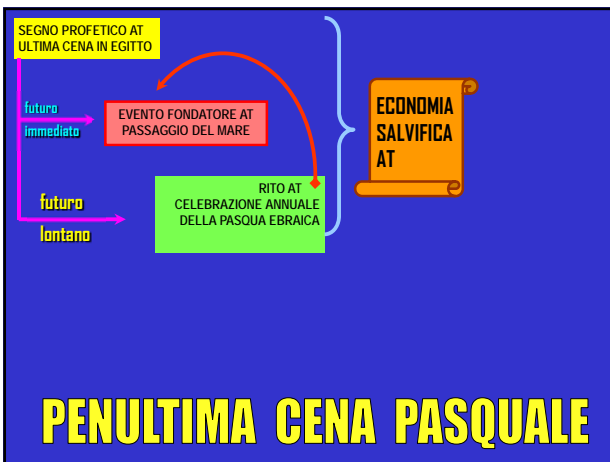 SEGNO PROFETICO AT
ULTIMA CENA IN EGITTO
futuro
immediato
EVENTO FONDATORE AT
PASSAGGIO DEL MARE
futuro
lontano
RITO AT
CELEBRAZIONE ANNUALE
DELLA PASQUA EBRAICA
ECONOMIA
SALVIFICA
AT
PENULTIMA CENA PASQUALE